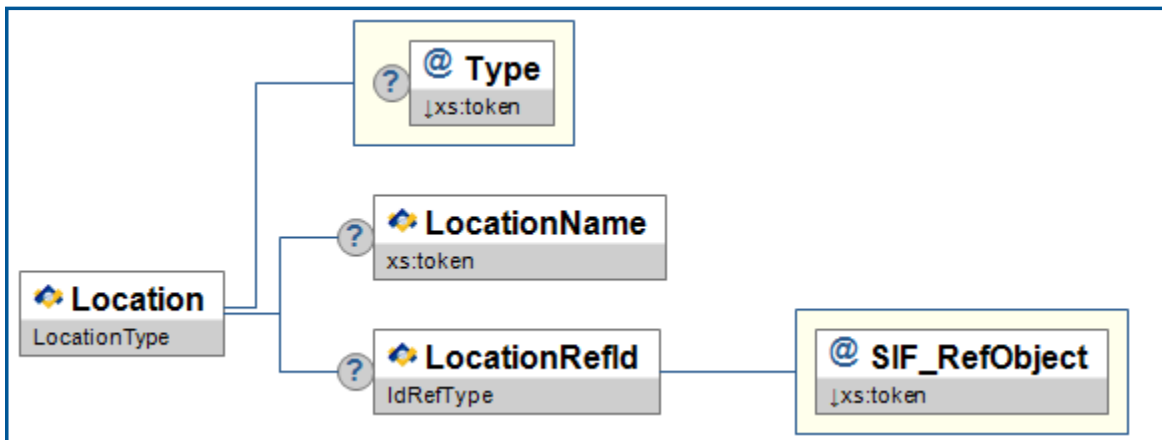 ? @ Type
↓xs:token
? LocationName
xs:token
Location
LocationType
? LocationRefId
IdRefType
@ SIF_RefObject
↓xs:token